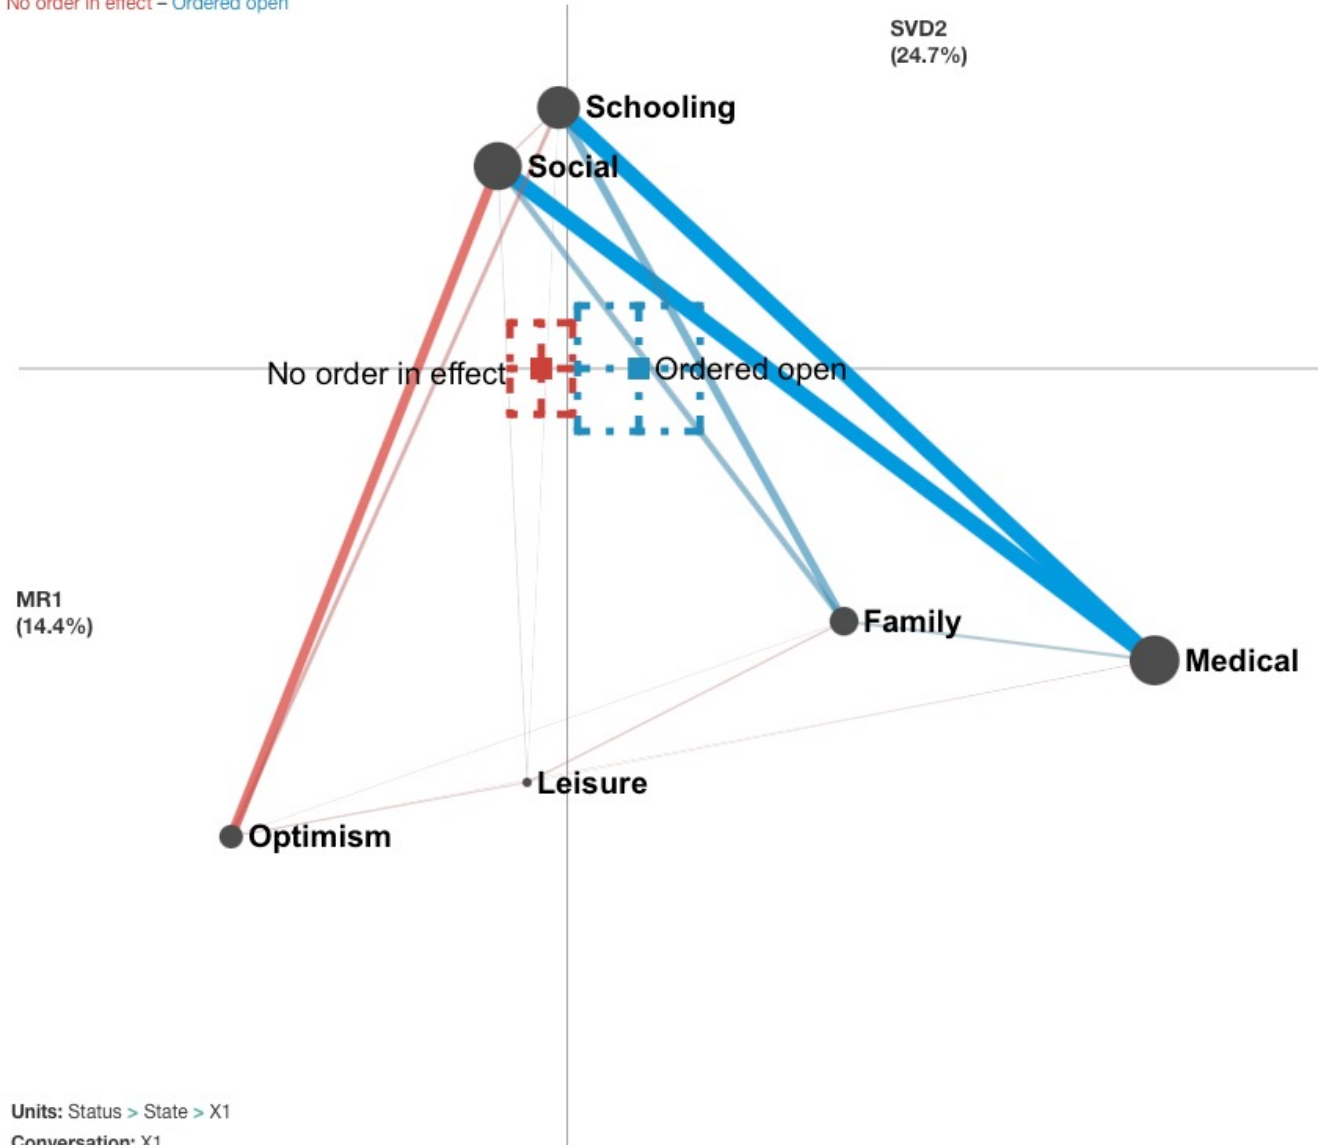 No order in effect – Ordered open
SVD2
(24.7%)
Schooling
Social
No order in effect
Ordered open
MR1
(14.4%)
Family
Medical
Leisure
Optimism
Units: Status > State > X1
Conversation: X1